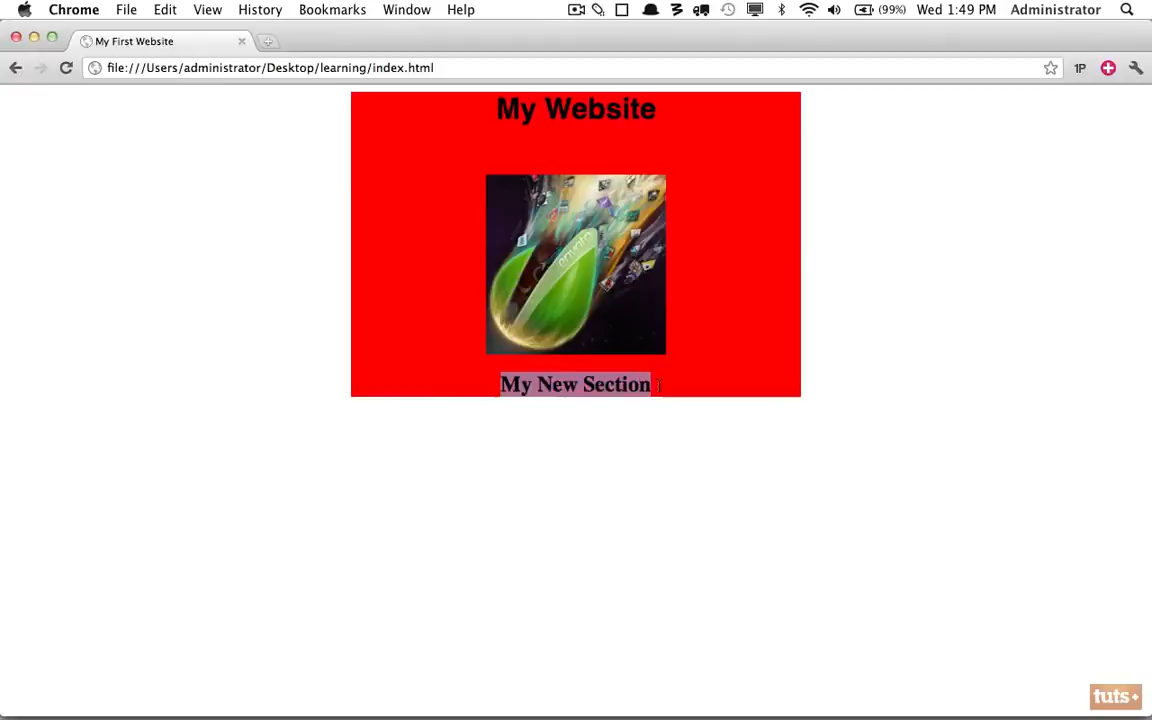 Chrome File Edit View History Bookmarks Window Help (99%) Wed 1:49 PM Administrator
My First Website
file:///Users/administrator/Desktop/learning/index.html 1P
My Website
envato
My New Section
tuts+